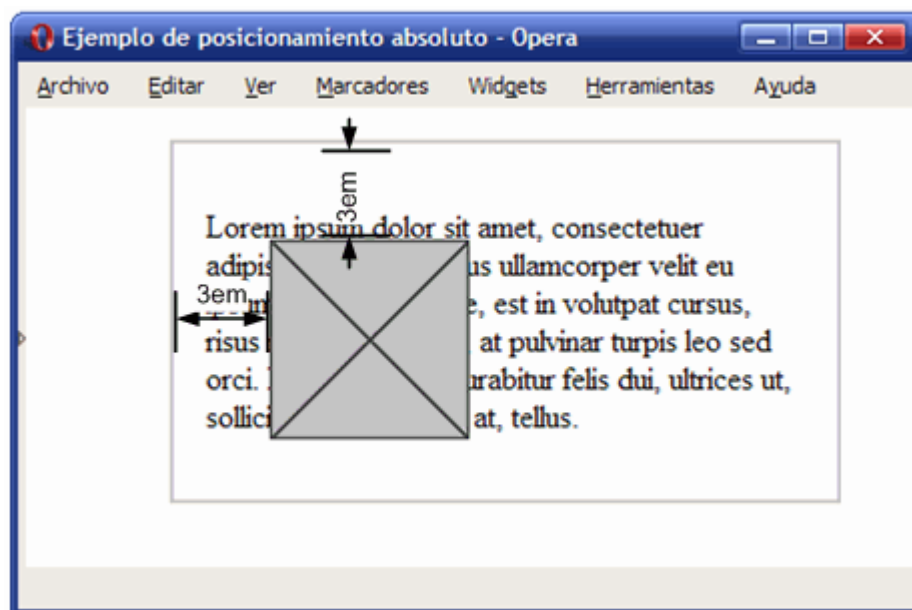 Ejemplo de posicionamiento absoluto - Opera
Archivo Editar Ver Marcadores Widgets Herramientas Ayuda
3em
Lorem ipsum dolor sit amet, consectetuer
adipis us ullamcorper velit eu
3em
e, est in volutpat cursus,
risus at pulvinar turpis leo sed
orci. urabitur felis dui, ultrices ut,
sollici at, tellus.